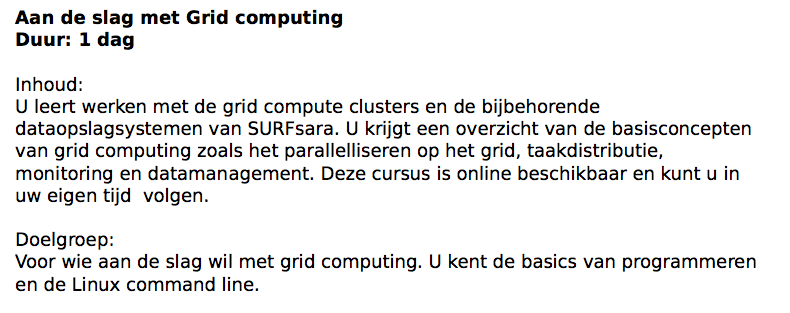 Aan de slag met Grid computing
Duur: 1 dag
Inhoud:
U leert werken met de grid compute clusters en de bijbehorende
dataopslagsystemen van SURFsara. U krijgt een overzicht van de basisconcepten
van grid computing zoals het parallelliseren op het grid, taakdistributie,
monitoring en datamanagement. Deze cursus is online beschikbaar en kunt u in
uw eigen tijd  volgen.
Doelgroep:
Voor wie aan de slag wil met grid computing. U kent de basics van programmeren
en de Linux command line.